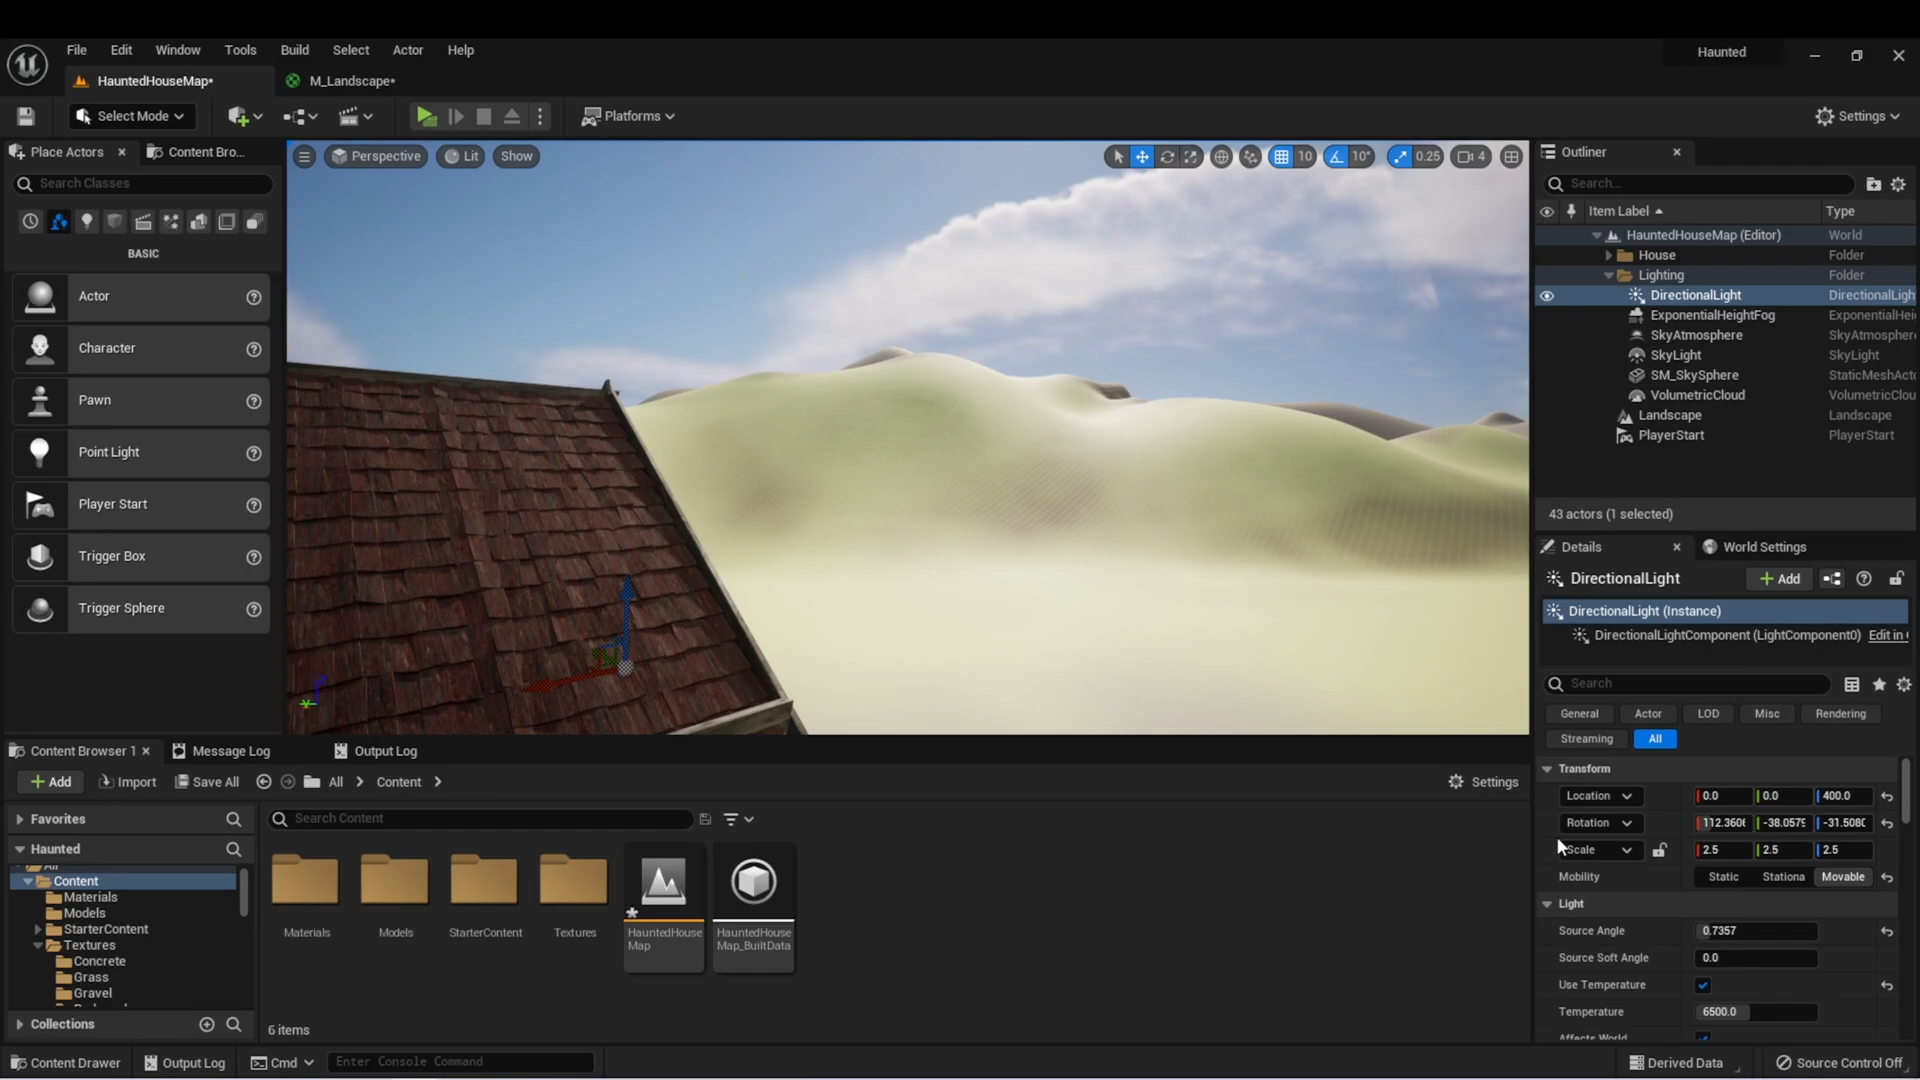 File Edit Window Tools Build Select Actor Help
Haunted
HauntedHouseMap*
M_Landscape*
Select Mode
Platforms
Settings
Place Actors
Content Bro...
Search Classes
BASIC
Actor
Character
Pawn
Point Light
Player Start
Trigger Box
Trigger Sphere
Perspective
Lit
Show
10
10°
0.25
4
Outliner
Search...
Item Label
Type
HauntedHouseMap (Editor) World
House Folder
Lighting Folder
DirectionalLight DirectionalLigh
ExponentialHeightFog ExponentialHei
SkyAtmosphere SkyAtmospher
SkyLight SkyLight
SM_SkySphere StaticMeshActo
VolumetricCloud VolumetricClou
Landscape Landscape
PlayerStart PlayerStart
43 actors (1 selected)
Details
World Settings
DirectionalLight
Add
DirectionalLight (Instance)
DirectionalLightComponent (LightComponent0) Edit in
Search
General Actor LOD Misc Rendering
Streaming All
Transform
Location 0.0 0.0 400.0
Rotation -38.0579
Scale 2.5 2.5 2.5
Mobility Static Stationa Movable
Light
Source Angle 0.7357
Source Soft Angle 0.0
Use Temperature
Temperature 6500.0
Affects World
Content Browser 1
Message Log
Output Log
Add
Import
Save All
All
Content
Settings
Favorites
Haunted
All
Content
Materials
Models
StarterContent
Textures
Concrete
Grass
Gravel
Collections
Search Content
Materials
Models
StarterContent
Textures
HauntedHouse
Map
HauntedHouse
Map_BuiltData
6 items
Content Drawer
Output Log
Cmd
Enter Console Command
Derived Data
Source Control Off